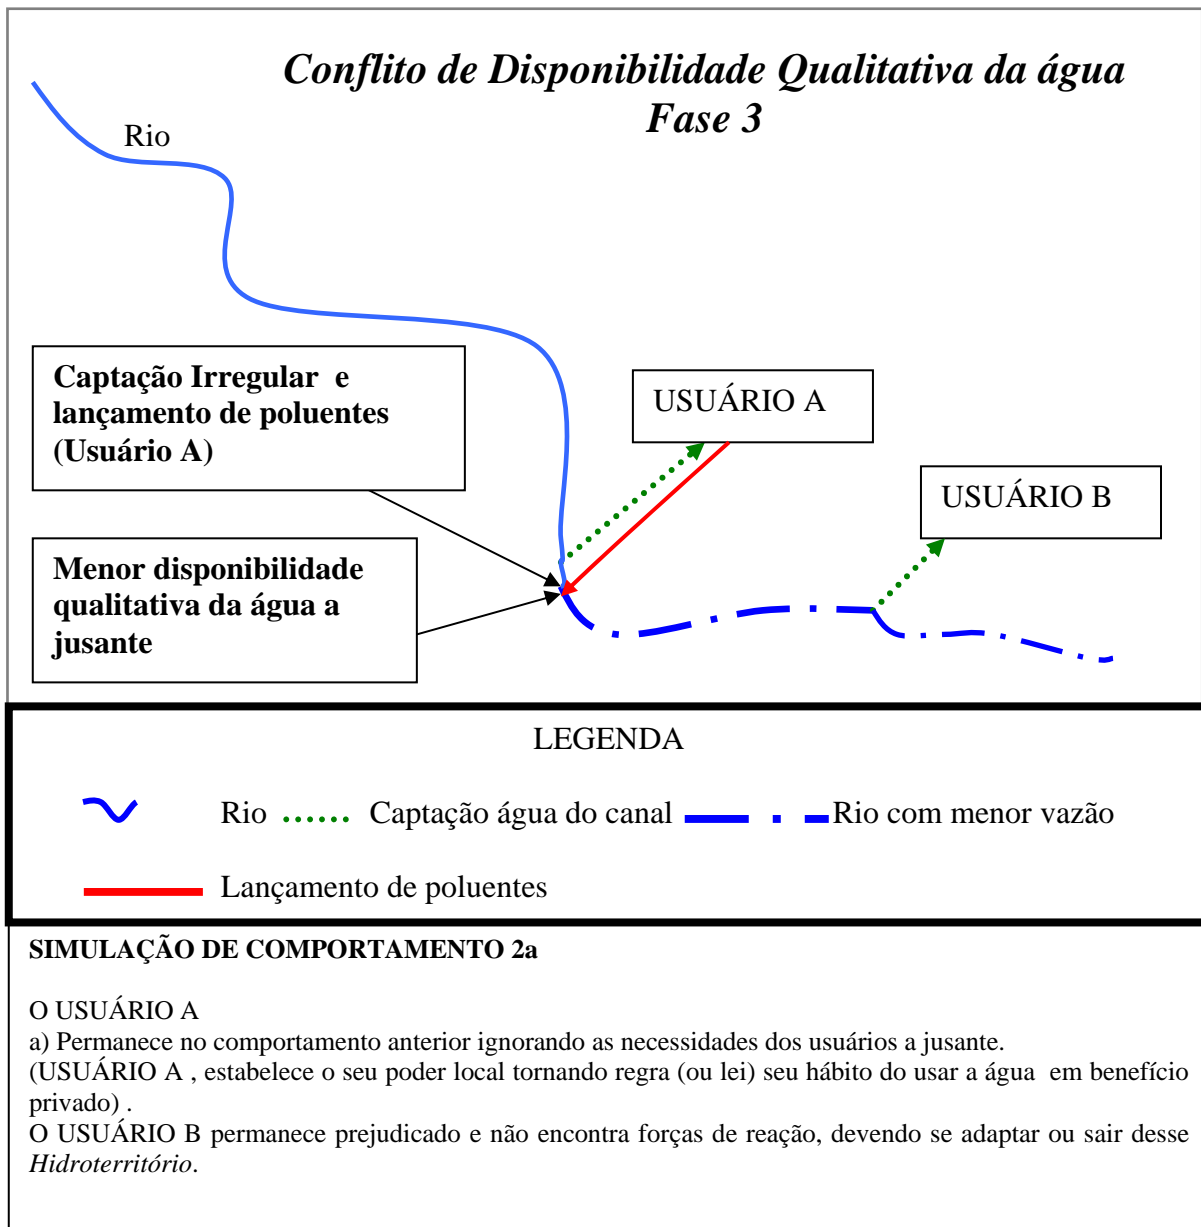 Conflito de Disponibilidade Qualitativa da água
Fase 3
Rio
Captação Irregular e
lançamento de poluentes
(Usuário A)
USUÁRIO A
USUÁRIO B
Menor disponibilidade
qualitativa da água a
jusante
LEGENDA
Rio
Captação água do canal
Rio com menor vazão
Lançamento de poluentes
SIMULAÇÃO DE COMPORTAMENTO 2a
O USUÁRIO A
a) Permanece no comportamento anterior ignorando as necessidades dos usuários a jusante.
(USUÁRIO A , estabelece o seu poder local tornando regra (ou lei) seu hábito do usar a água em benefício
privado) .
O USUÁRIO B permanece prejudicado e não encontra forças de reação, devendo se adaptar ou sair desse
Hidroterritório.